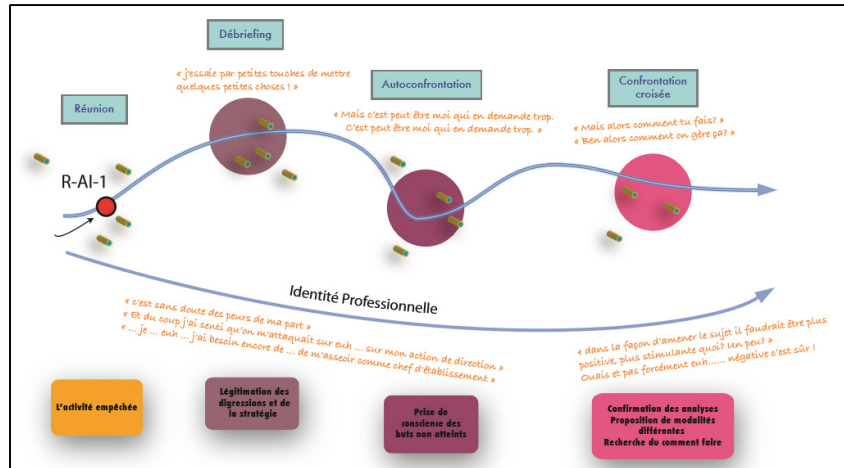 Débriefing
« j'essaie par petites touches de mettre
quelques petites choses ! »
Réunion
Autoconfrontation
Confrontation
croisée
« Mais c'est peut être moi qui en demande trop.
C'est peut être moi qui en demande trop. »
« Mais alors comment tu fais? »
« Ben alors comment on gère ça? »
R-AI-1
Identité Professionnelle
« c'est sans doute des peurs de ma part »
« Et du coup j'ai senti qu'on m'attaquait sur euh ... sur mon action de direction »
« ... je ... euh ... j'ai besoin encore de ... de m'asseoir comme chef d'établissement »
« dans la façon d'amener le sujet il faudrait être plus
positive, plus stimulante quoi? Un peu? »
Ouais et pas forcément euh...... négative c'est sûr !
L'activité empêchée
Légitimation des
digressions et de
la stratégie
Prise de
conscience des
buts non atteints
Confirmation des analyses
Proposition de modalités
différentes
Recherche du comment faire